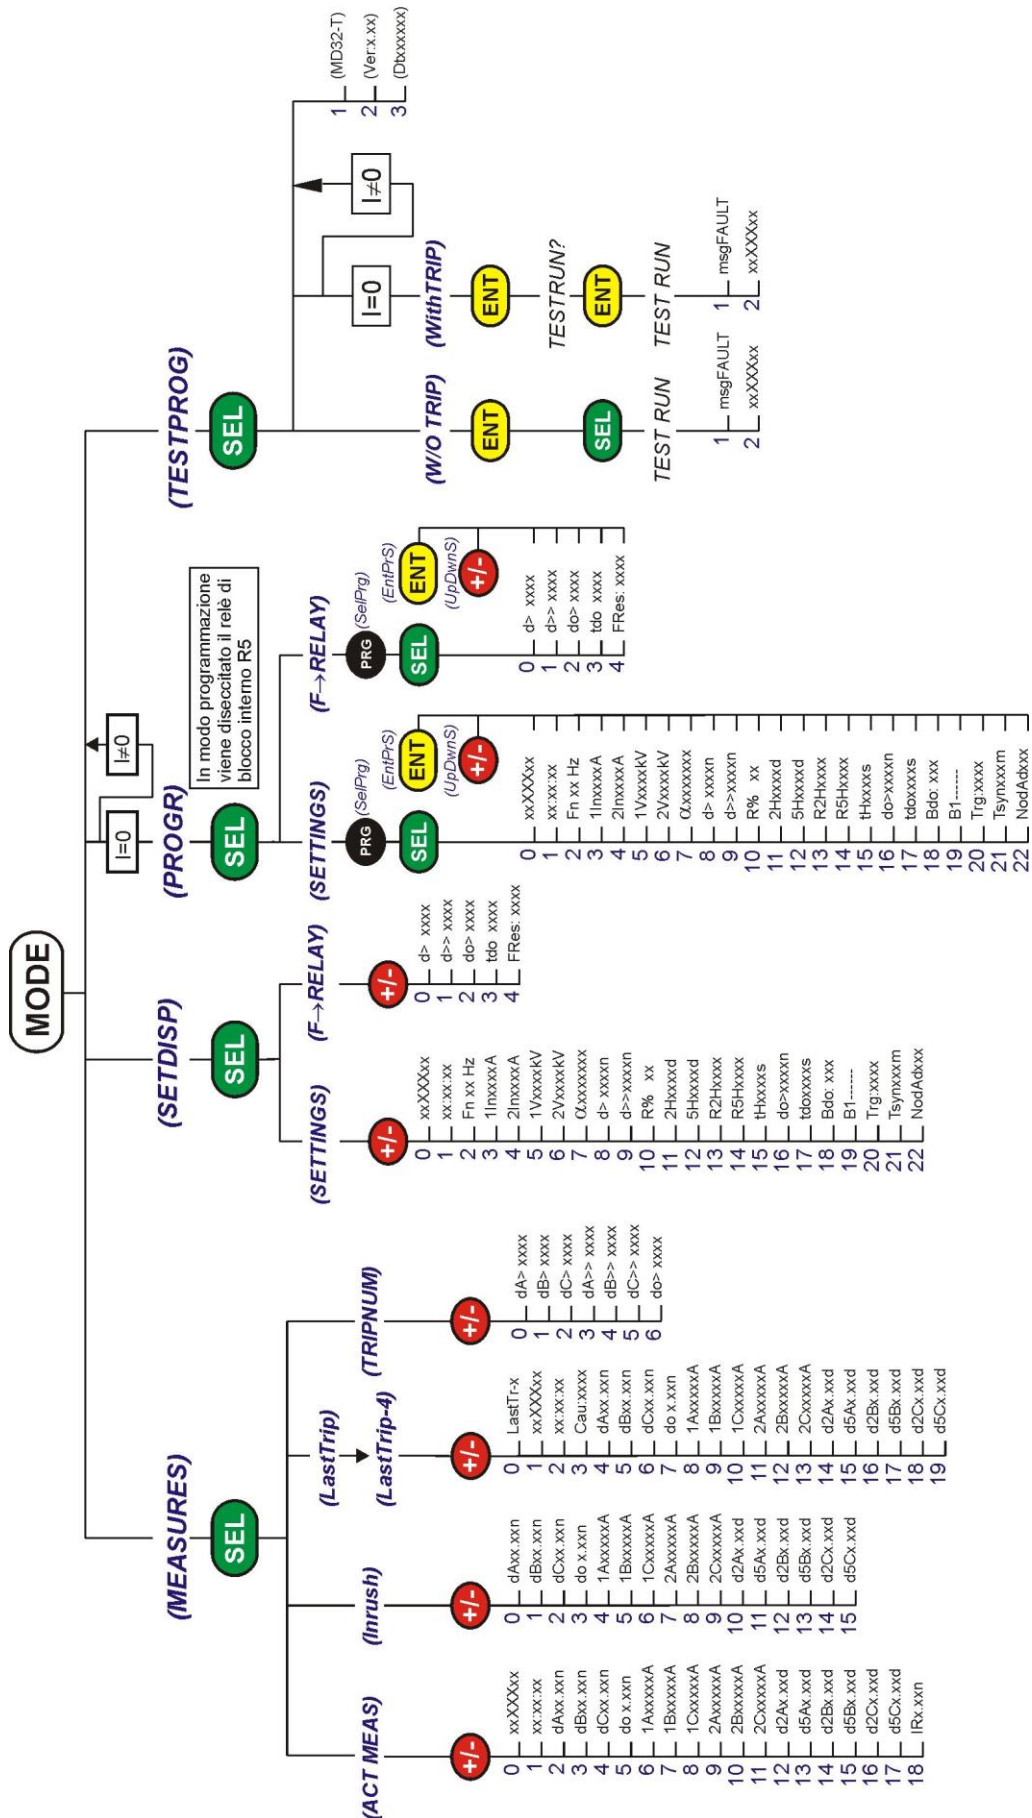 MODE
(MEASURES)
SEL
(ACT MEAS)
+/-
0 xxXXXxx
1 xx:xx:xx
2 dAxx.xxn
3 dBxx.xxn
4 dCxx.xxn
5 do x.xxn
6 1AxxxxxA
7 1BxxxxxA
8 1CxxxxxA
9 2AxxxxxA
10 2BxxxxxA
11 2CxxxxxA
12 d2Ax.xxd
13 d5Ax.xxd
14 d2Bx.xxd
15 d5Bx.xxd
16 d2Cx.xxd
17 d5Cx.xxd
18 IRx.xxn
(Inrush)
+/-
0 dAxx.xxn
1 dBxx.xxn
2 dCxx.xxn
3 do x.xxn
4 1AxxxxxA
5 1BxxxxxA
6 1CxxxxxA
7 2AxxxxxA
8 2BxxxxxA
9 2CxxxxxA
10 d2Ax.xxd
11 d5Ax.xxd
12 d2Bx.xxd
13 d5Bx.xxd
14 d2Cx.xxd
15 d5Cx.xxd
(LastTrip)
(LastTrip-4)
+/-
0 LastTr-x
1 xxXXXxx
2 xx:xx:xx
3 Cau:xxxx
4 dAxx.xxn
5 dBxx.xxn
6 dCxx.xxn
7 do x.xxn
8 1AxxxxxA
9 1BxxxxxA
10 1CxxxxxA
11 2AxxxxxA
12 2BxxxxxA
13 2CxxxxxA
14 d2Ax.xxd
15 d5Ax.xxd
16 d2Bx.xxd
17 d5Bx.xxd
18 d2Cx.xxd
19 d5Cx.xxd
(TRIPNUM)
+/-
0 dA> xxxx
1 dB> xxxx
2 dC> xxxx
3 dA>> xxxx
4 dB>> xxxx
5 dC>> xxxx
6 do> xxxx
(SETDISP)
SEL
(SETTINGS)
+/-
0 xxXXXxx
1 xx:xx:xx
2 Fn xx Hz
3 1InxxxxA
4 2InxxxxA
5 1VxxxxkV
6 2VxxxxkV
7 αxxxxxxx
8 d> xxxxn
9 d>>xxxxn
10 R% xx
11 2Hxxxxd
12 5Hxxxxd
13 R2Hxxxx
14 R5Hxxxx
15 tHxxxxs
16 do>xxxxn
17 tdoxxxxs
18 Bdo: xxx
19 B1------
20 Trg:xxxx
21 Tsynxxxm
22 NodAdxxx
(F→RELAY)
+/-
0 d> xxxx
1 d>> xxxx
2 do> xxxx
3 tdo xxxx
4 FRes: xxxx
I=0
I≠0
(PROGR)
SEL
In modo programmazione
viene diseccitato il relè di
blocco interno R5
(SETTINGS)
PRG (SelPrg)
SEL
(EntPrS)
ENT
(UpDwnS)
+/-
0 xxXXXxx
1 xx:xx:xx
2 Fn xx Hz
3 1InxxxxA
4 2InxxxxA
5 1VxxxxkV
6 2VxxxxkV
7 αxxxxxxx
8 d> xxxxn
9 d>>xxxxn
10 R% xx
11 2Hxxxxd
12 5Hxxxxd
13 R2Hxxxx
14 R5Hxxxx
15 tHxxxxs
16 do>xxxxn
17 tdoxxxxs
18 Bdo: xxx
19 B1------
20 Trg:xxxx
21 Tsynxxxm
22 NodAdxxx
(F→RELAY)
PRG (SelPrg)
SEL
(EntPrS)
ENT
(UpDwnS)
+/-
0 d> xxxx
1 d>> xxxx
2 do> xxxx
3 tdo xxxx
4 FRes: xxxx
(TESTPROG)
SEL
(W/O TRIP)
ENT
SEL
TEST RUN
1 msgFAULT
2 xxXXXxx
I=0
I≠0
(WithTRIP)
ENT
TESTRUN?
ENT
TEST RUN
1 msgFAULT
2 xxXXXxx
1 (MD32-T)
2 (Ver.x.xx)
3 (Dtxxxxxx)